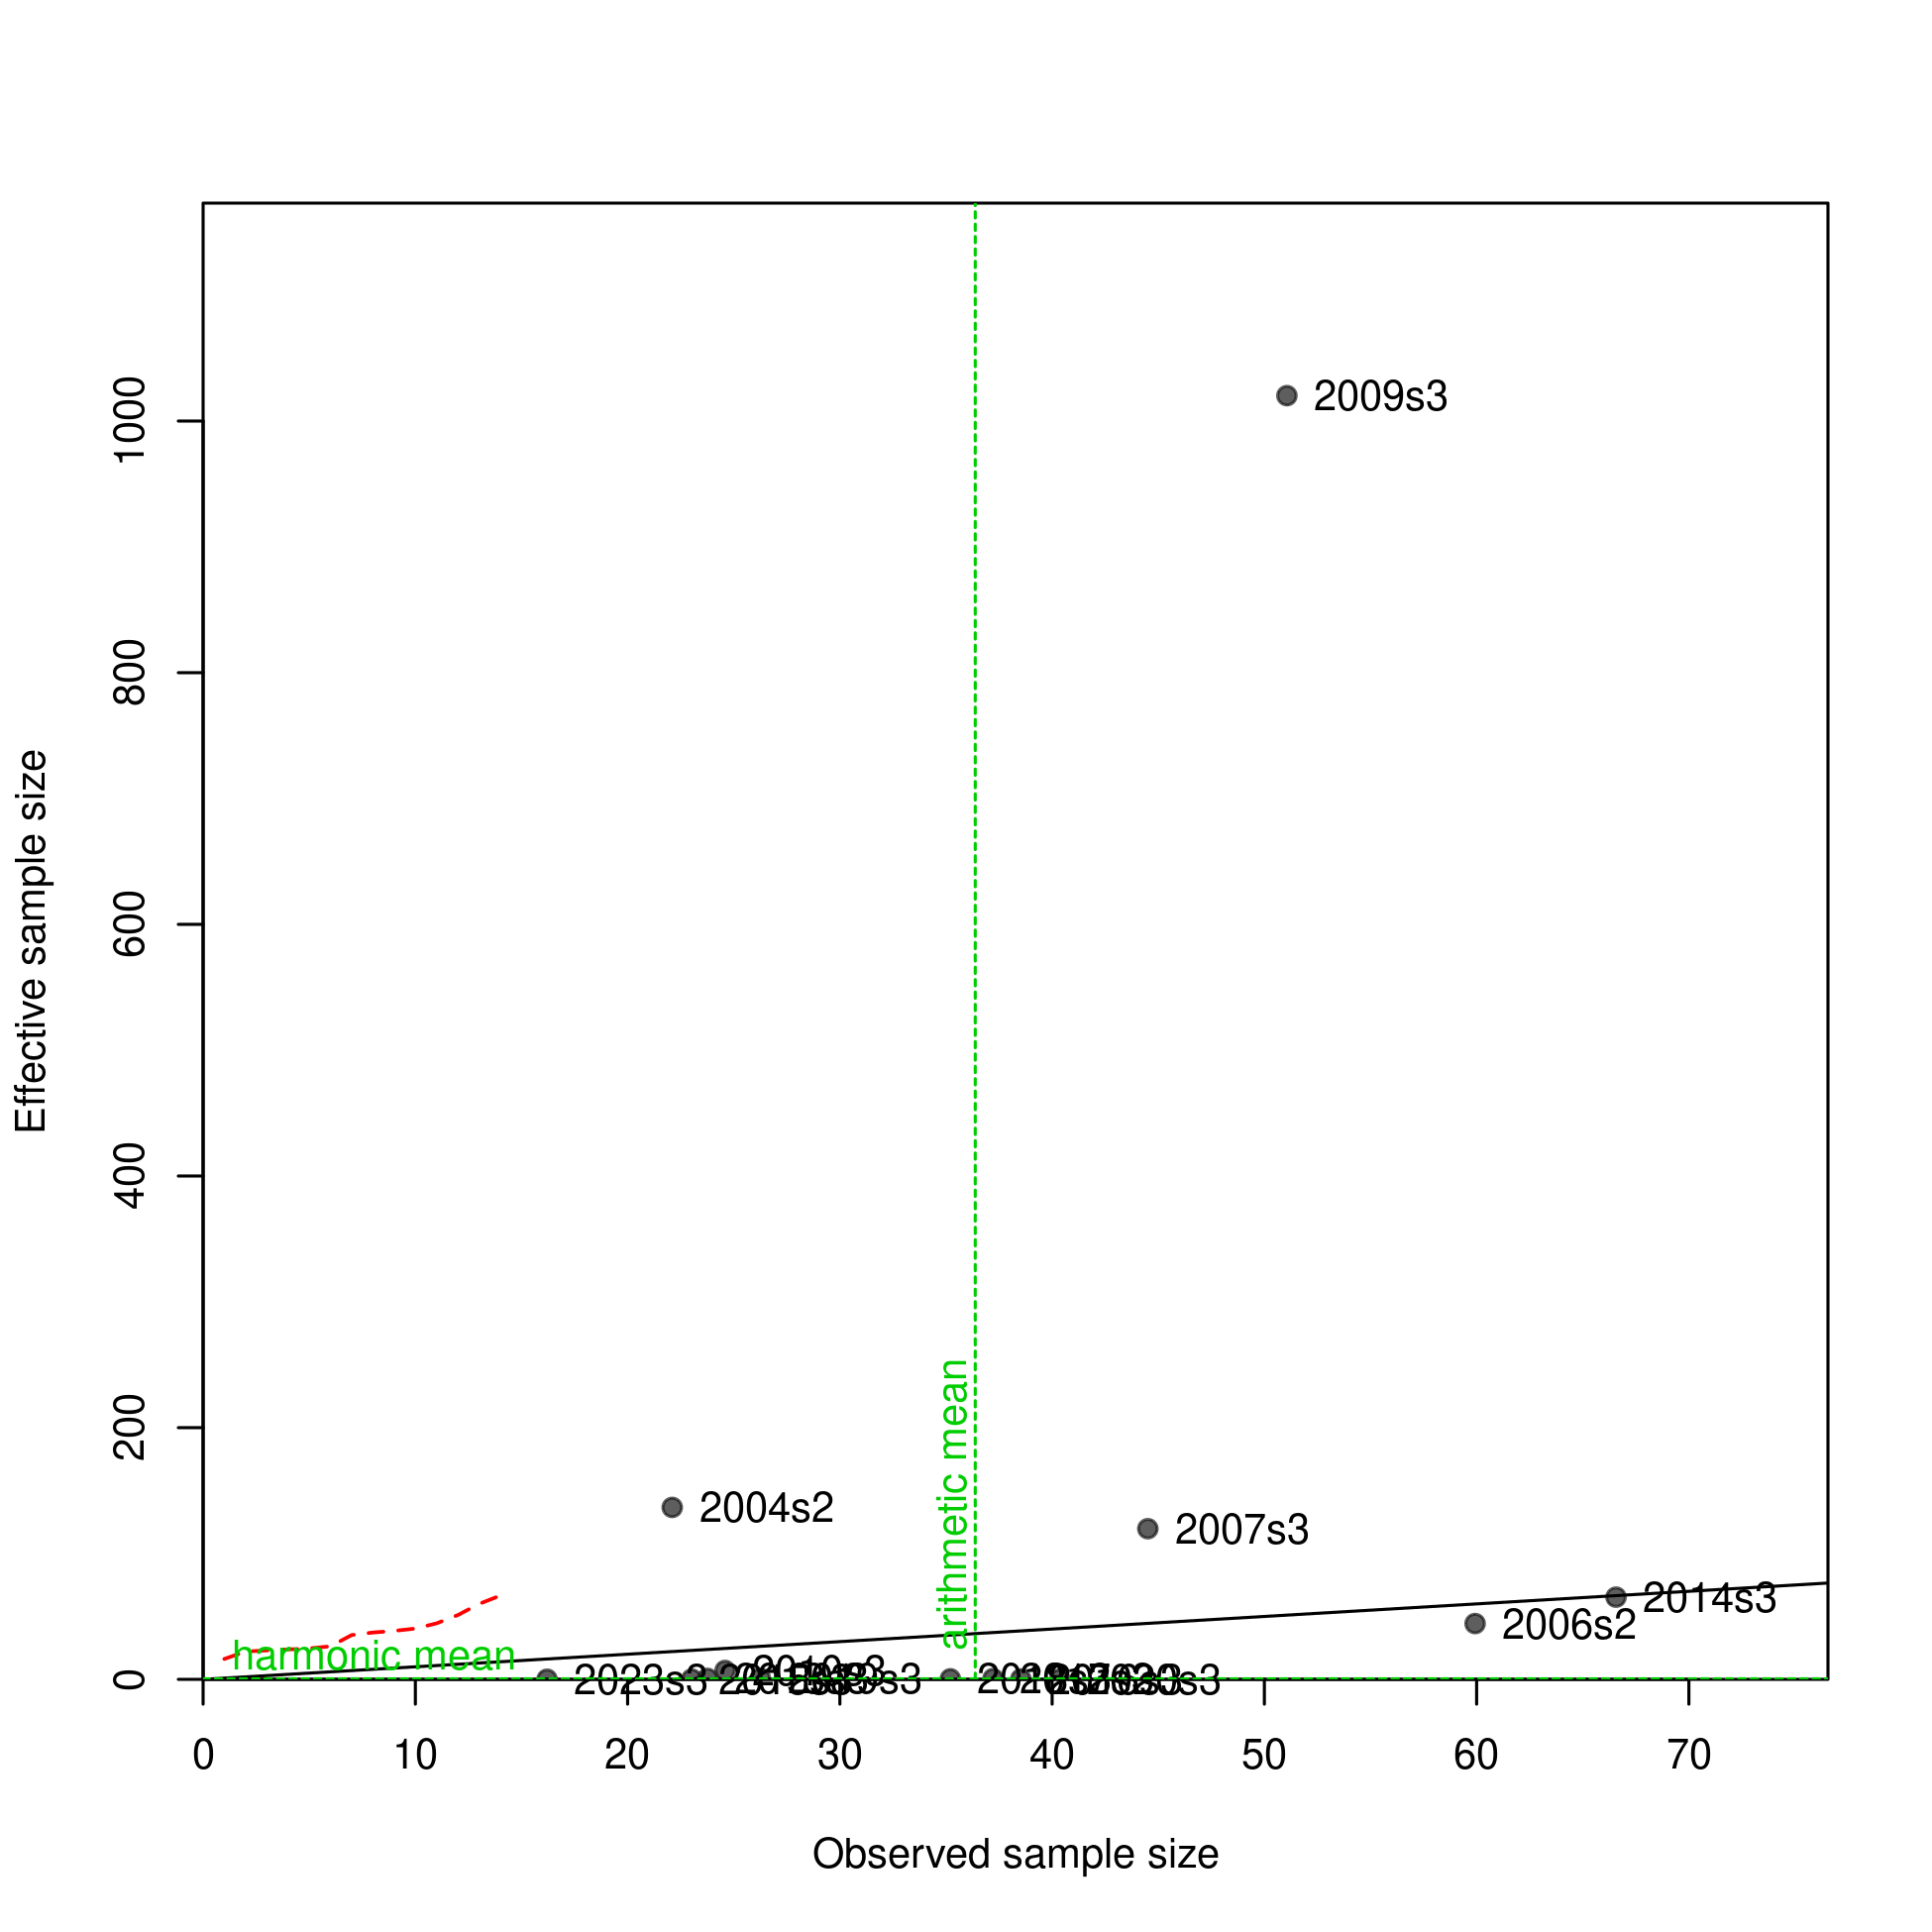 1000
2009s3
800
600
Effective sample size
400
arithmetic mean
200
2004s2
2007s3
2014s3
2006s2
harmonic mean
0
2023s3
0 10 20 30 40 50 60 70
Observed sample size